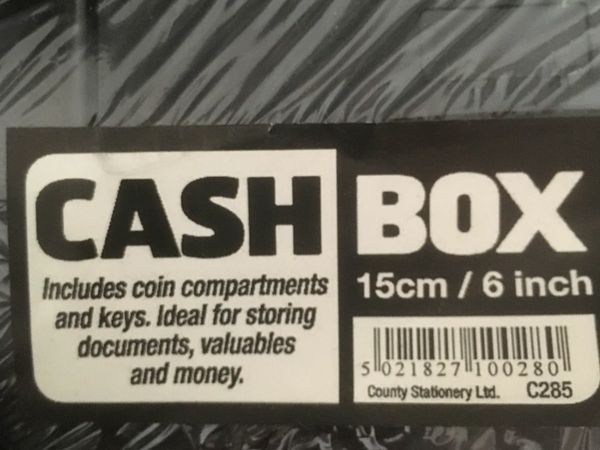 CASH BOX
Includes coin compartments
and keys. Ideal for storing
documents, valuables
and money.
15cm / 6 inch
5 021827 100280
County Stationery Ltd. C285